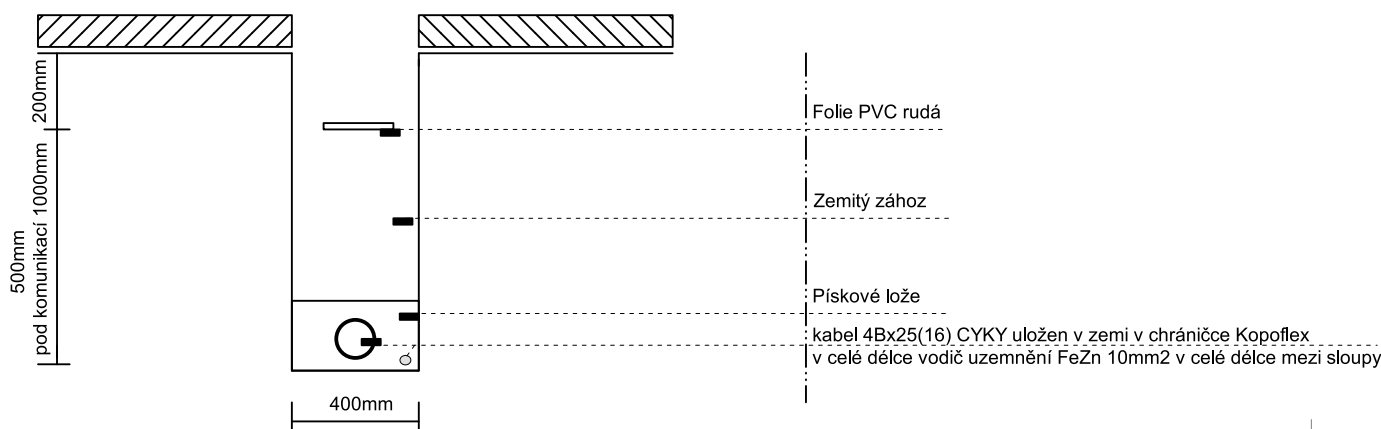 200mm
Folie PVC rudá
Zemitý zához
500mm
pod komunikací 1000mm
Pískové lože
kabel 4Bx25(16) CYKY uložen v zemi v chráničce Kopoflex
v celé délce vodič uzemnění FeZn 10mm2 v celé délce mezi sloupy
400mm